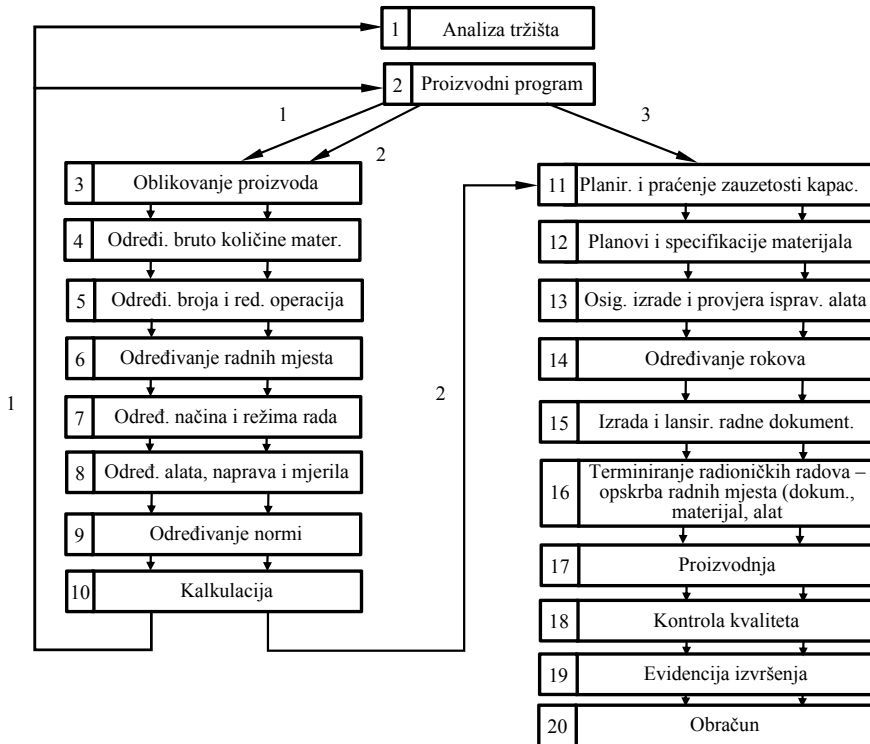 1 Analiza tržišta
2 Proizvodni program
1
2
3
3 Oblikovanje proizvoda
4 Određi. bruto količine mater.
5 Određi. broja i red. operacija
6 Određivanje radnih mjesta
7 Određ. načina i režima rada
8 Određ. alata, naprava i mjerila
9 Određivanje normi
10 Kalkulacija
1
2
11 Planir. i praćenje zauzetosti kapac.
12 Planovi i specifikacije materijala
13 Osig. izrade i provjera isprav. alata
14 Određivanje rokova
15 Izrada i lansir. radne dokument.
16 Terminiranje radioničkih radova –
opskrba radnih mjesta (dokum.,
materijal, alat
17 Proizvodnja
18 Kontrola kvaliteta
19 Evidencija izvršenja
20 Obračun